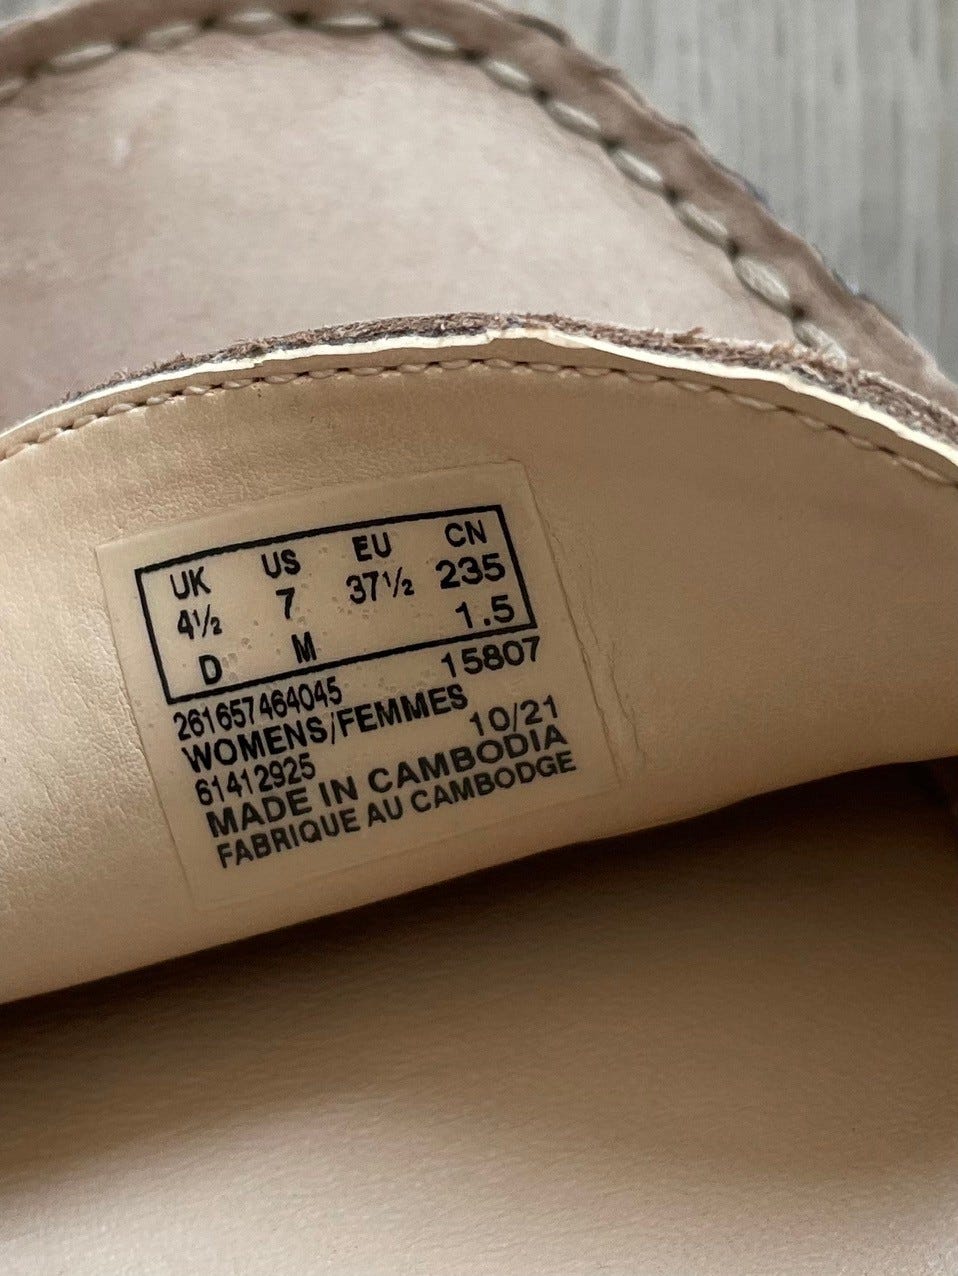 UK US EU CN
4½ 7 37½ 235
D M 1.5
261657464045 15807
WOMENS/FEMMES
61412925 10/21
MADE IN CAMBODIA
FABRIQUE AU CAMBODGE